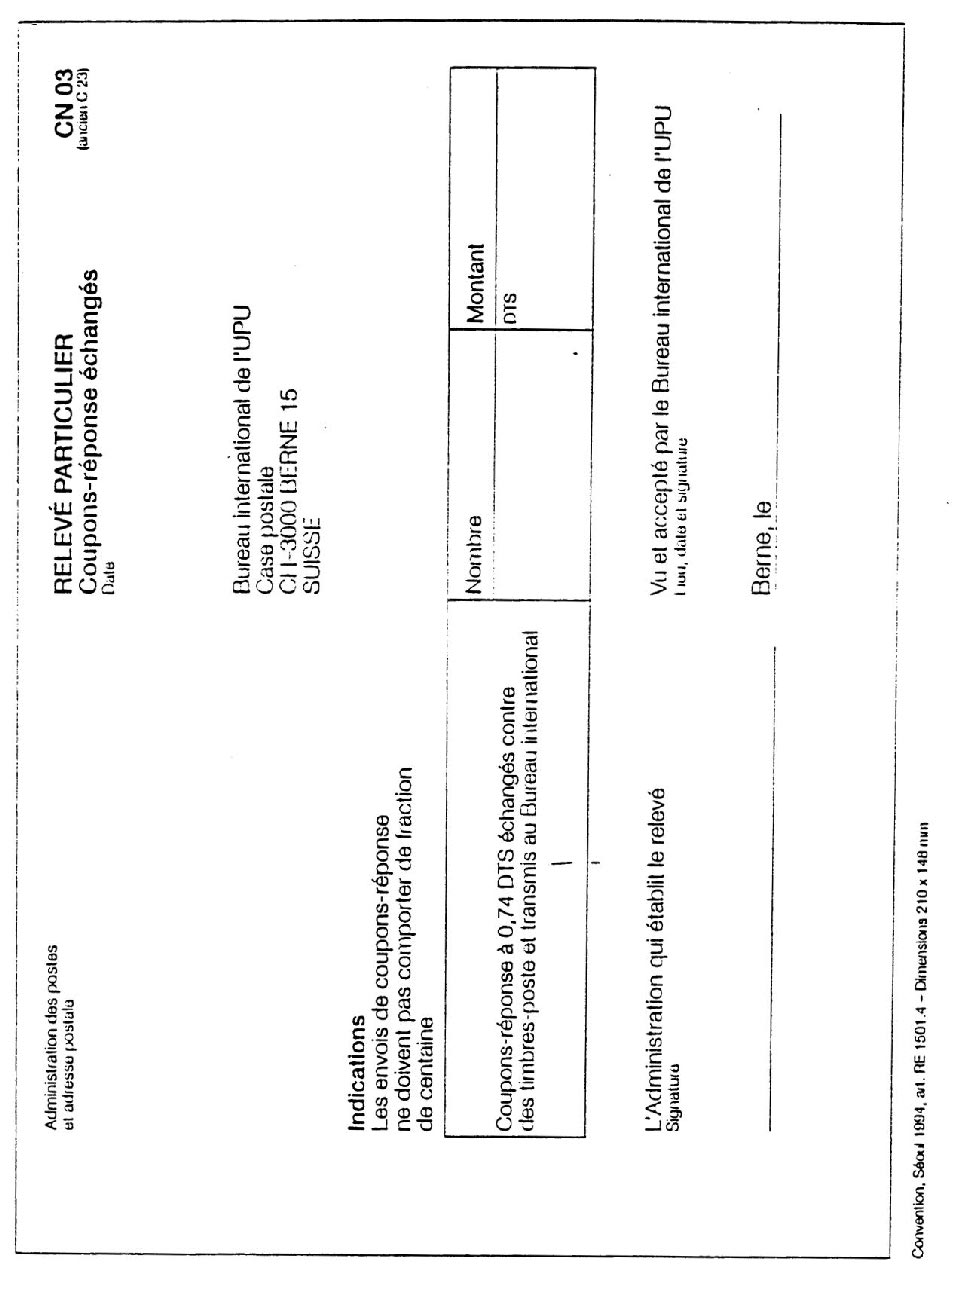 Administration des postes
et adresse postale
RELEVÉ PARTICULIER
Coupons-réponse échangés
Date
CN 03
(ancien C 23)
Bureau international de l'UPU
Case postale
CH-3000 BERNE 15
SUISSE
Indications
Les envois de coupons-réponse
ne doivent pas comporter de fraction
de centaine
Nombre
Montant
Coupons-réponse à 0,74 DTS échangés contre
des timbres-poste et transmis au Bureau international
DTS
L'Administration qui établit le relevé
Signature
Vu et accepté par le Bureau international de l'UPU
Lieu, date et signature
Berne, le
Convention, Séoul 1994, art. RE 1501.4 – Dimensions 210 x 148 mm